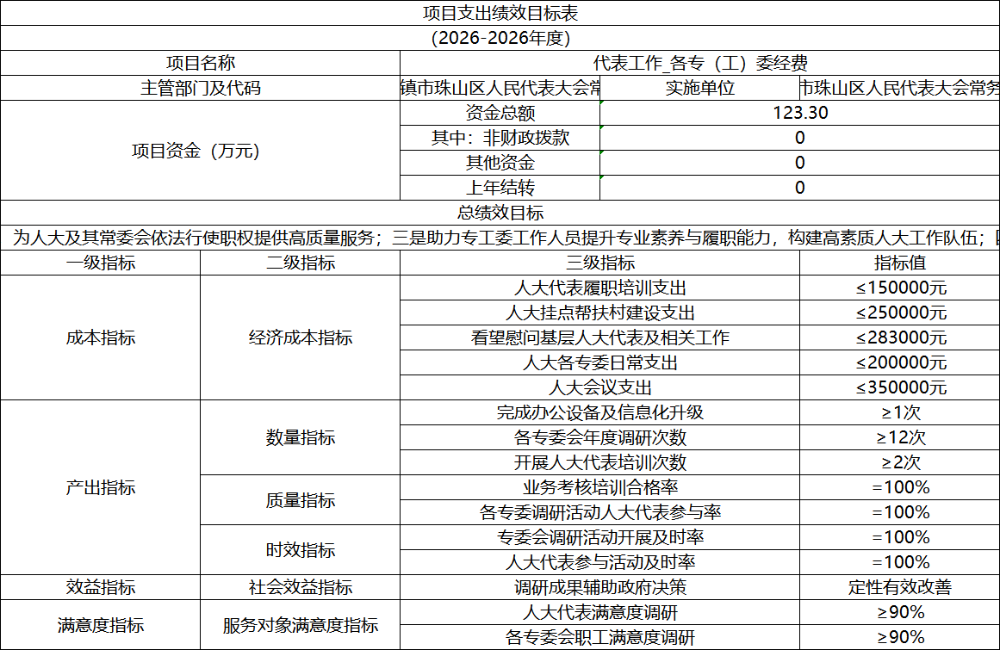 项目支出绩效目标表
（2026-2026年度）
项目名称 代表工作_各专（工）委经费
主管部门及代码 镇市珠山区人民代表大会常 实施单位 市珠山区人民代表大会常务
项目资金（万元） 资金总额 123.30
其中：非财政拨款 0
其他资金 0
上年结转 0
总绩效目标
为人大及其常委会依法行使职权提供高质量服务；三是助力专工委工作人员提升专业素养与履职能力，构建高素质人大工作队伍；
一级指标 二级指标 三级指标 指标值
成本指标 经济成本指标 人大代表履职培训支出 ≤150000元
人大挂点帮扶村建设支出 ≤250000元
看望慰问基层人大代表及相关工作 ≤283000元
人大各专委日常支出 ≤200000元
人大会议支出 ≤350000元
产出指标 数量指标 完成办公设备及信息化升级 ≥1次
各专委会年度调研次数 ≥12次
开展人大代表培训次数 ≥2次
质量指标 业务考核培训合格率 =100%
各专委调研活动人大代表参与率 =100%
时效指标 专委会调研活动开展及时率 =100%
人大代表参与活动及时率 =100%
效益指标 社会效益指标 调研成果辅助政府决策 定性有效改善
满意度指标 服务对象满意度指标 人大代表满意度调研 ≥90%
各专委会职工满意度调研 ≥90%